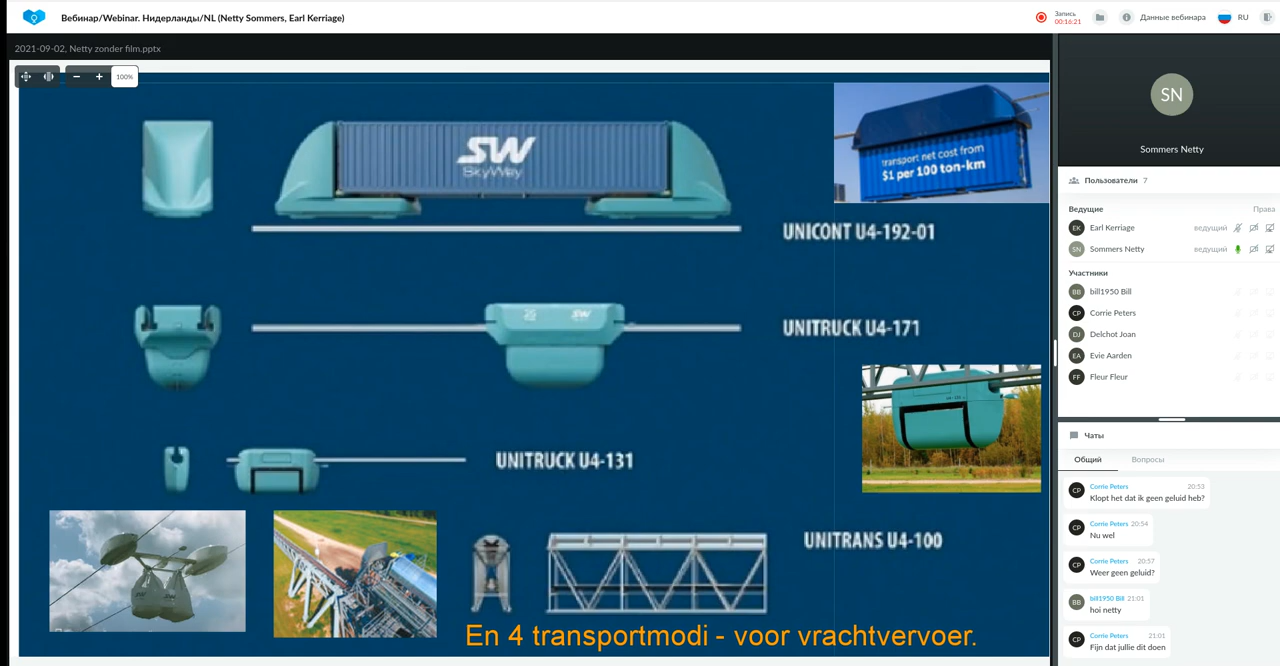 Вебинар/Webinar. Нидерланды/NL (Netty Sommers, Earl Kerriage)
Запись
00:16:21
Данные вебинара
RU
2021-09-02, Netty zonder film.pptx
100%
SW
SkyWay
transport net cost from
$1 per 100 ton-km
UNICONT U4-192-01
SW
UNITRUCK U4-171
UNITRUCK U4-131
UNITRANS U4-100
En 4 transportmodi - voor vrachtvervoer.
SN
Sommers Netty
Пользователи 7
Ведущие Права
EK Earl Kerriage ведущий
SN Sommers Netty ведущий
Участники
BB bill1950 Bill
CP Corrie Peters
DJ Delchot Joan
EA Evie Aarden
FF Fleur Fleur
Чаты
Общий Вопросы
CP Corrie Peters 20:53
Klopt het dat ik geen geluid heb?
CP Corrie Peters 20:54
Nu wel
CP Corrie Peters 20:57
Weer geen geluid?
BB bill1950 Bill 21:01
hoi netty
CP Corrie Peters 21:01
Fijn dat jullie dit doen